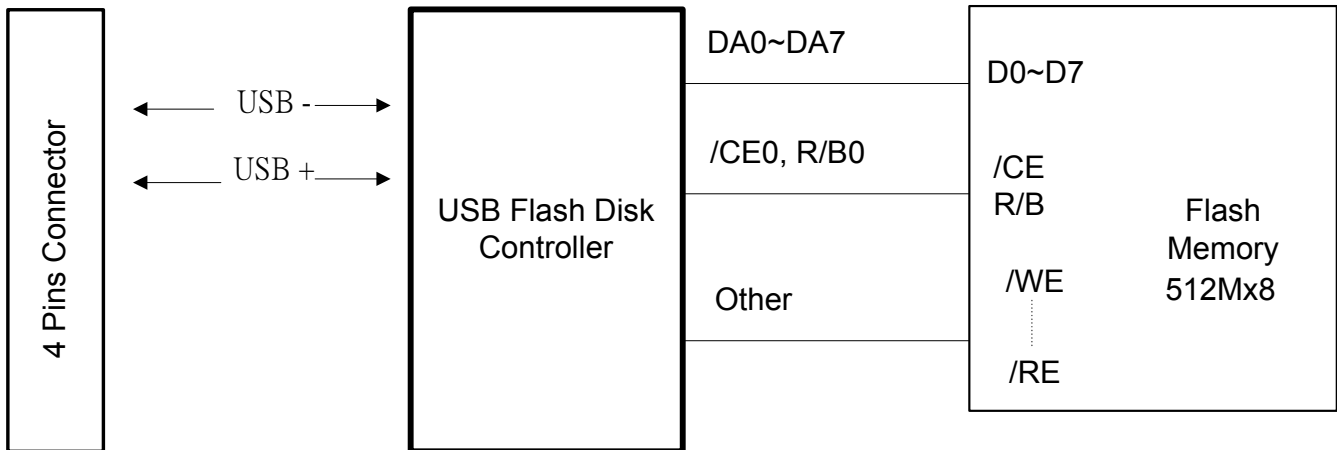 4 Pins Connector
USB -
USB +
USB Flash Disk
Controller
DA0~DA7
/CE0, R/B0
Other
D0~D7
/CE
R/B
/WE
/RE
Flash
Memory
512Mx8